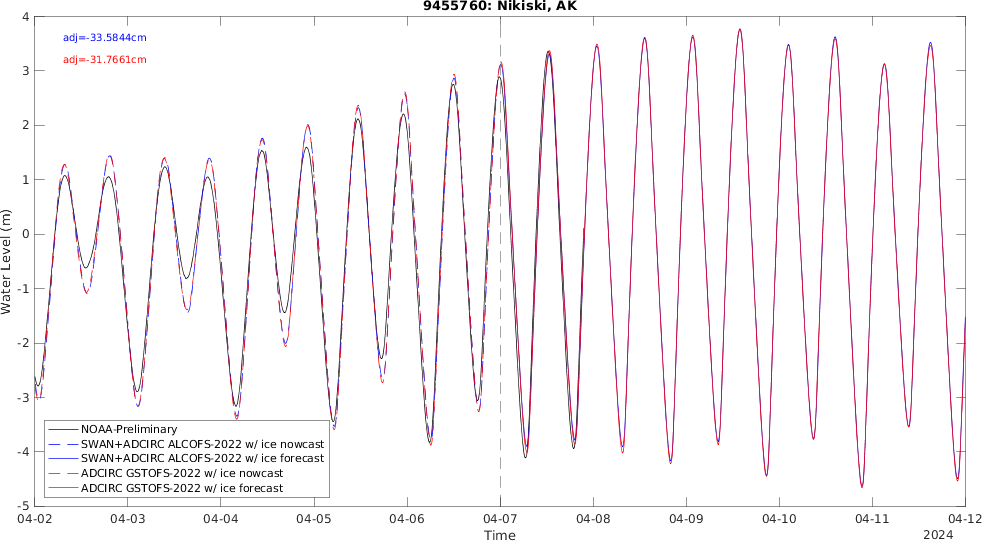 9455760: Nikiski, AK
adj=-33.5844cm
adj=-31.7661cm
4
3
2
1
0
-1
-2
-3
-4
-5
Water Level (m)
NOAA-Preliminary
SWAN+ADCIRC ALCOFS-2022 w/ ice nowcast
SWAN+ADCIRC ALCOFS-2022 w/ ice forecast
ADCIRC GSTOFS-2022 w/ ice nowcast
ADCIRC GSTOFS-2022 w/ ice forecast
04-02 04-03 04-04 04-05 04-06 04-07 04-08 04-09 04-10 04-11 04-12
Time
2024